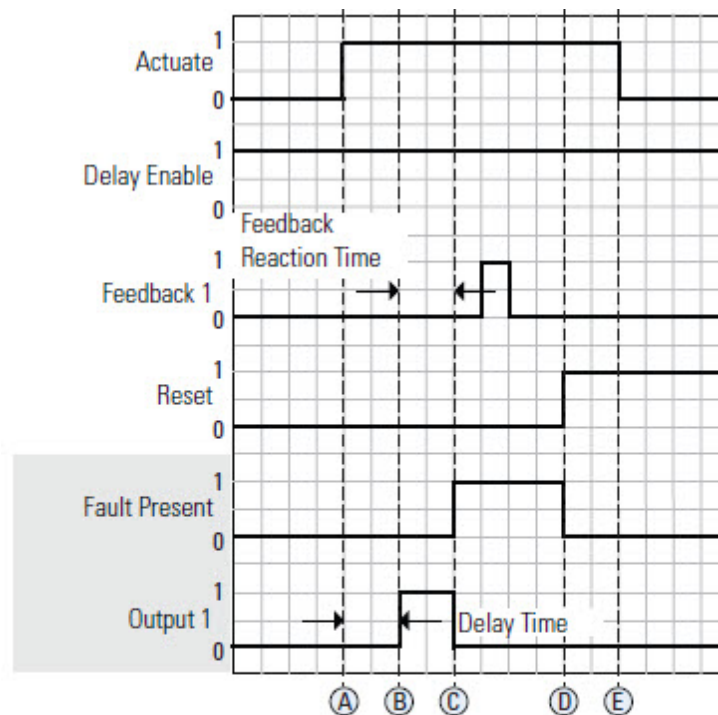 1
Actuate
0
1
Delay Enable
0
Feedback
1
Reaction Time
Feedback 1
0
1
Reset
0
1
Fault Present
0
1
Output 1
Delay Time
0
A B C D E